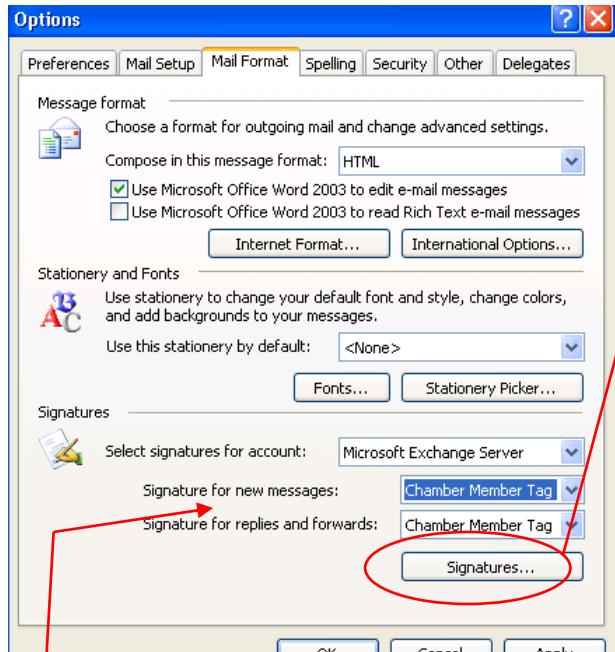 Options
Preferences Mail Setup Mail Format Spelling Security Other Delegates
Message format
Choose a format for outgoing mail and change advanced settings.
Compose in this message format: HTML
Use Microsoft Office Word 2003 to edit e-mail messages
Use Microsoft Office Word 2003 to read Rich Text e-mail messages
Internet Format... International Options...
Stationery and Fonts
Use stationery to change your default font and style, change colors,
and add backgrounds to your messages.
Use this stationery by default: <None>
Fonts... Stationery Picker...
Signatures
Select signatures for account: Microsoft Exchange Server
Signature for new messages: Chamber Member Tag
Signature for replies and forwards: Chamber Member Tag
Signatures...
OK Cancel Apply